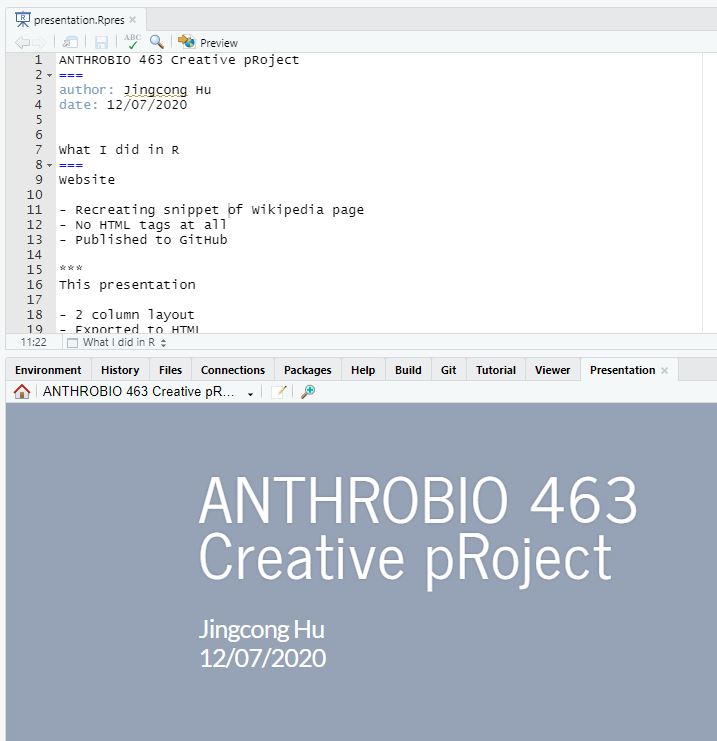 presentation.Rpres
ABC
Preview
1 ANTHROBIO 463 Creative pRoject
2 ===
3 author: Jingcong Hu
4 date: 12/07/2020
5
6
7 What I did in R
8 ===
9 Website
10
11 - Recreating snippet of Wikipedia page
12 - No HTML tags at all
13 - Published to GitHub
14
15 ***
16 This presentation
17
18 - 2 column layout
19 - Exported to HTML
11:22 What I did in R
Environment History Files Connections Packages Help Build Git Tutorial Viewer Presentation
ANTHROBIO 463 Creative pR...
ANTHROBIO 463
Creative pRoject
Jingcong Hu
12/07/2020